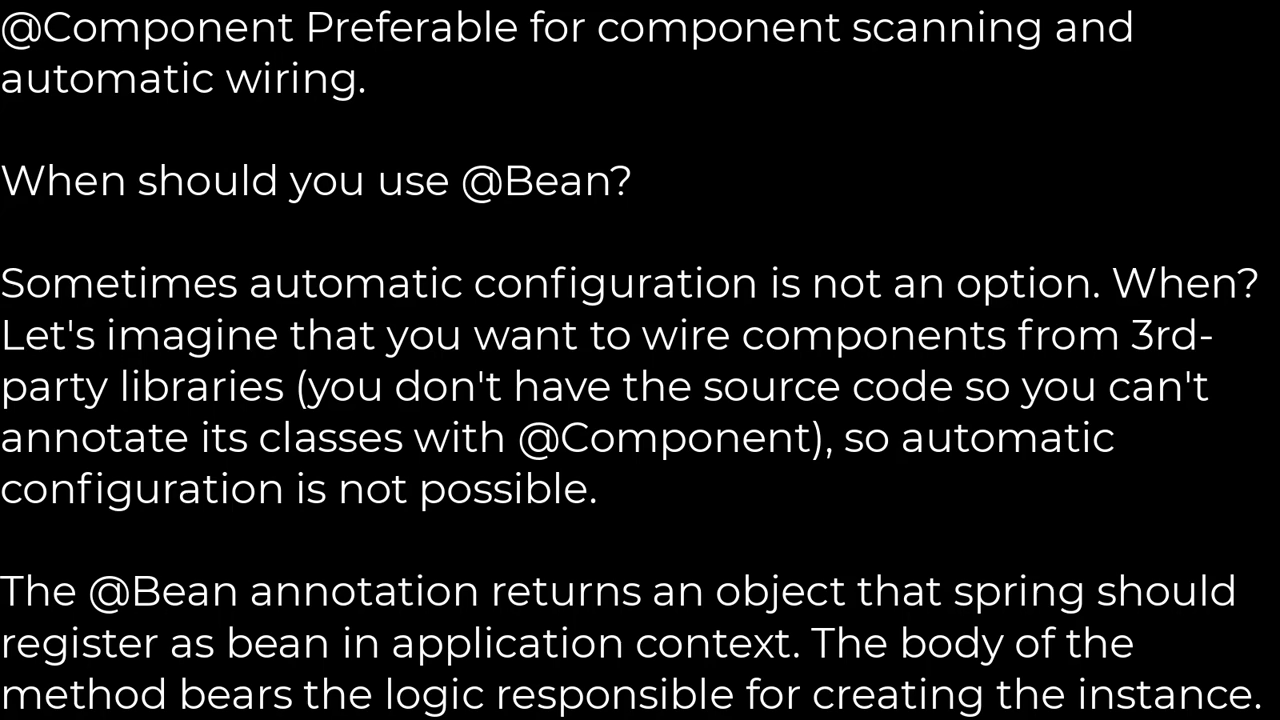 @Component Preferable for component scanning and
automatic wiring.
When should you use @Bean?
Sometimes automatic configuration is not an option. When?
Let's imagine that you want to wire components from 3rd-
party libraries (you don't have the source code so you can't
annotate its classes with @Component), so automatic
configuration is not possible.
The @Bean annotation returns an object that spring should
register as bean in application context. The body of the
method bears the logic responsible for creating the instance.